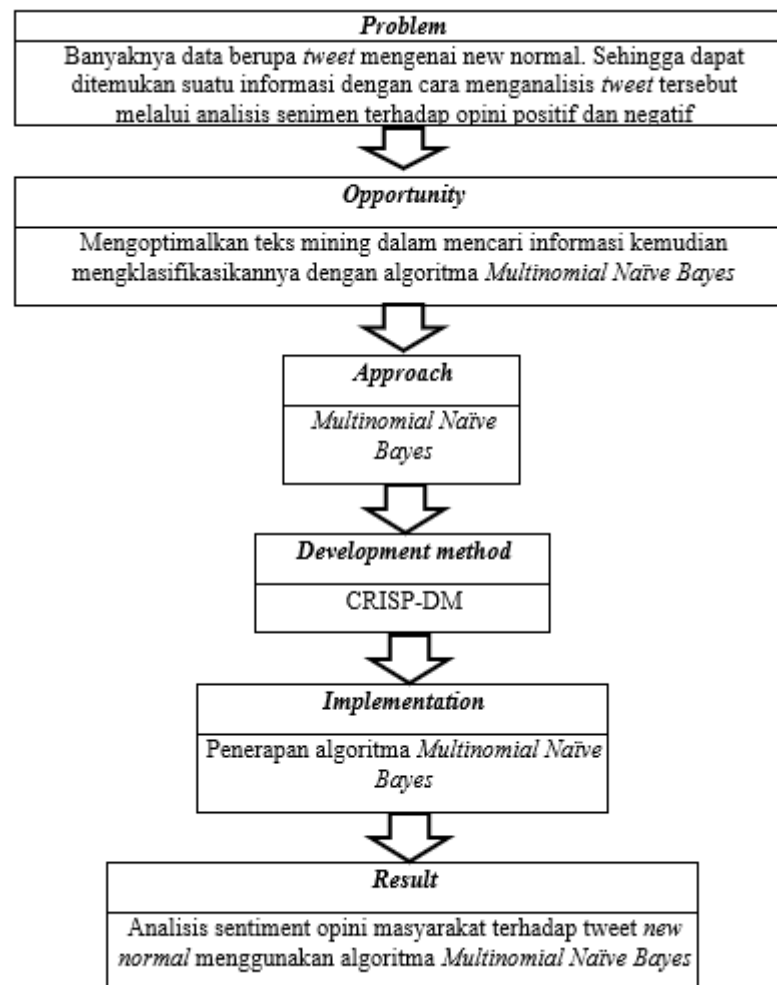 Problem
Banyaknya data berupa tweet mengenai new normal. Sehingga dapat
ditemukan suatu informasi dengan cara menganalisis tweet tersebut
melalui analisis senimen terhadap opini positif dan negatif
Opportunity
Mengoptimalkan teks mining dalam mencari informasi kemudian
mengklasifikasikannya dengan algoritma Multinomial Naïve Bayes
Approach
Multinomial Naïve
Bayes
Development method
CRISP-DM
Implementation
Penerapan algoritma Multinomial Naïve
Bayes
Result
Analisis sentiment opini masyarakat terhadap tweet new
normal menggunakan algoritma Multinomial Naïve Bayes